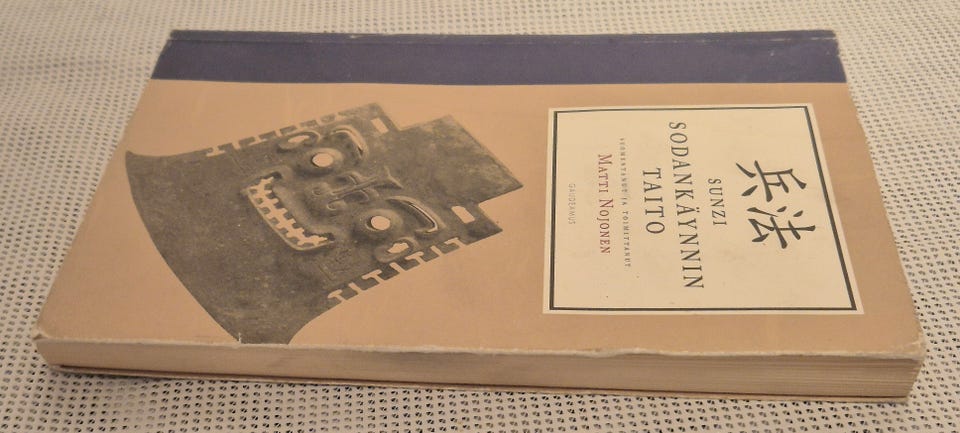 兵法
SUNZI
SODANKÄYNNIN
TAITO
SUOMENTANUT JA TOIMITTANUT
MATTI NOJONEN
GAUDEAMUS